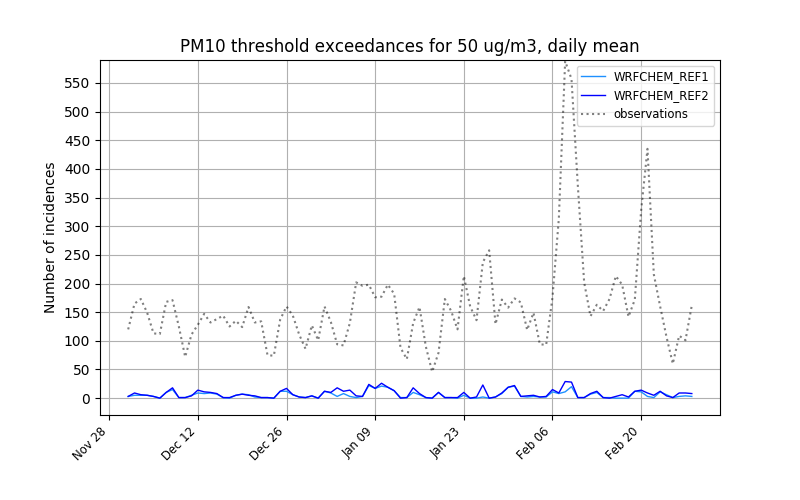 PM10 threshold exceedances for 50 ug/m3, daily mean
WRFCHEM_REF1
WRFCHEM_REF2
observations
Number of incidences
550
500
450
400
350
300
250
200
150
100
50
0
Nov 28
Dec 12
Dec 26
Jan 09
Jan 23
Feb 06
Feb 20